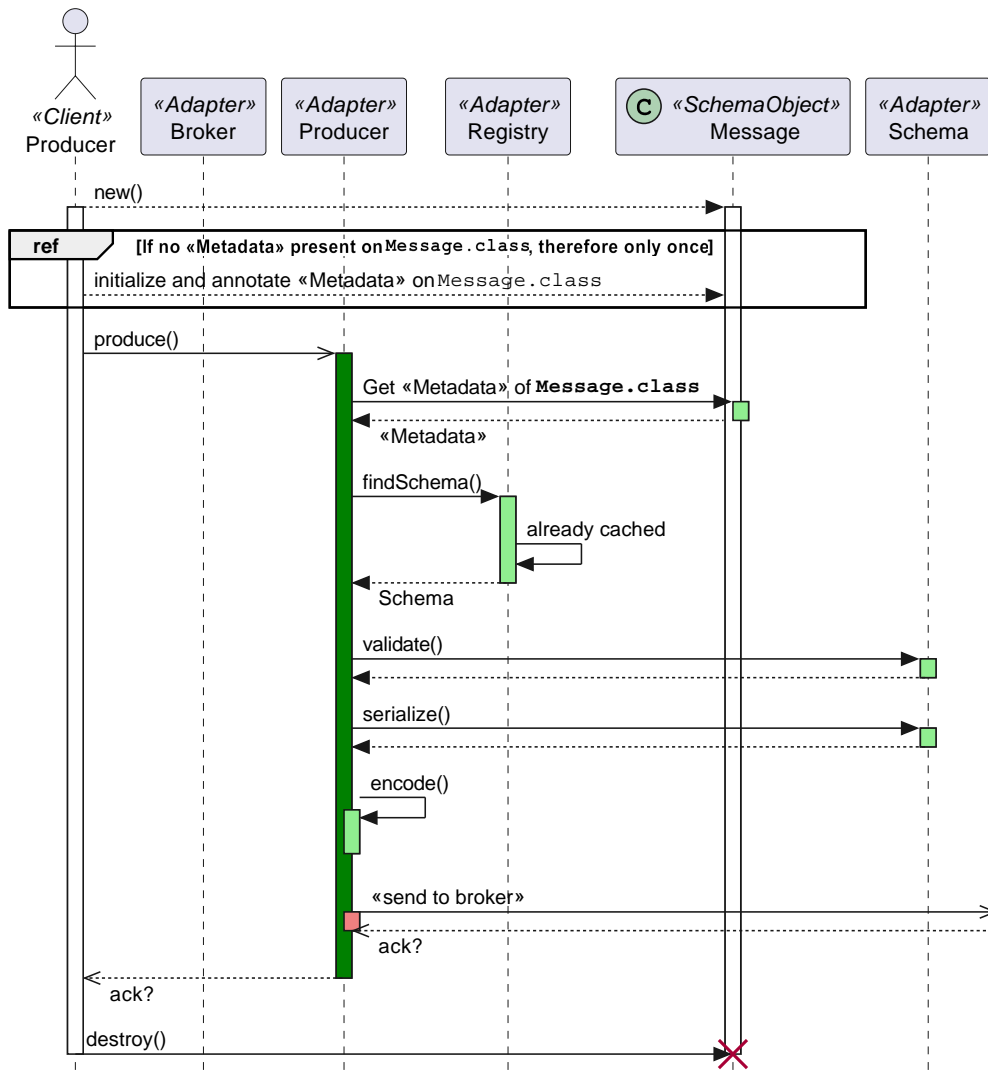 «Client»
Producer
«Adapter»
Broker
«Adapter»
Producer
«Adapter»
Registry
C «SchemaObject»
Message
«Adapter»
Schema
new()
ref [If no «Metadata» present on Message.class, therefore only once]
initialize and annotate «Metadata» on Message.class
produce()
Get «Metadata» of Message.class
«Metadata»
findSchema()
already cached
Schema
validate()
serialize()
encode()
«send to broker»
ack?
ack?
destroy()